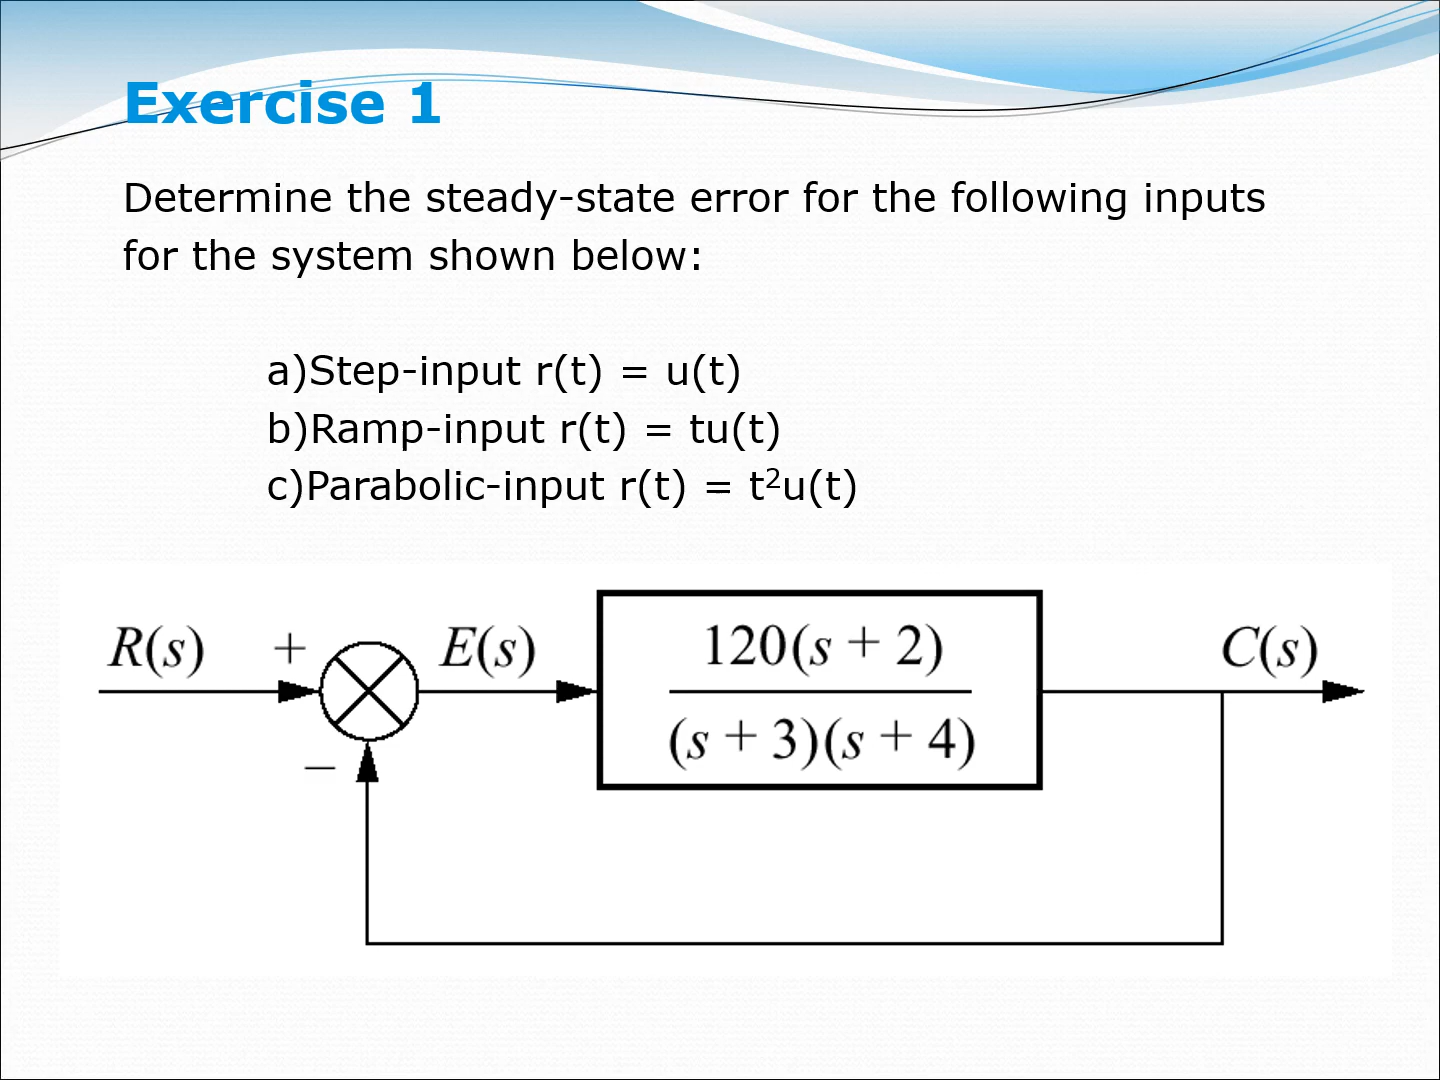 Exercise 1
Determine the steady-state error for the following inputs
for the system shown below:
a)Step-input r(t) = u(t)
b)Ramp-input r(t) = tu(t)
c)Parabolic-input r(t) = t²u(t)
R(s) + E(s) 120(s + 2) C(s)
(s + 3)(s + 4)
−